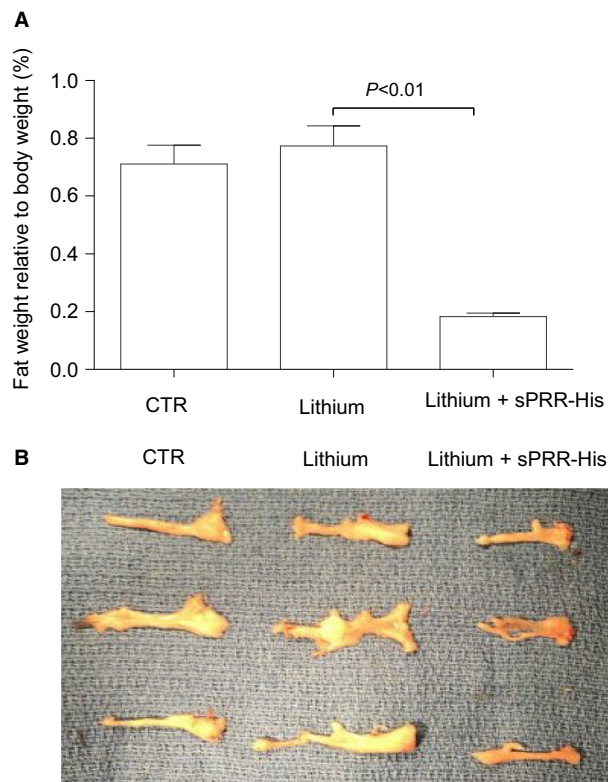 A
Fat weight relative to body weight (%)
1.0
0.8
0.6
0.4
0.2
0.0
P<0.01
CTR
Lithium
Lithium + sPRR-His
B
CTR
Lithium
Lithium + sPRR-His